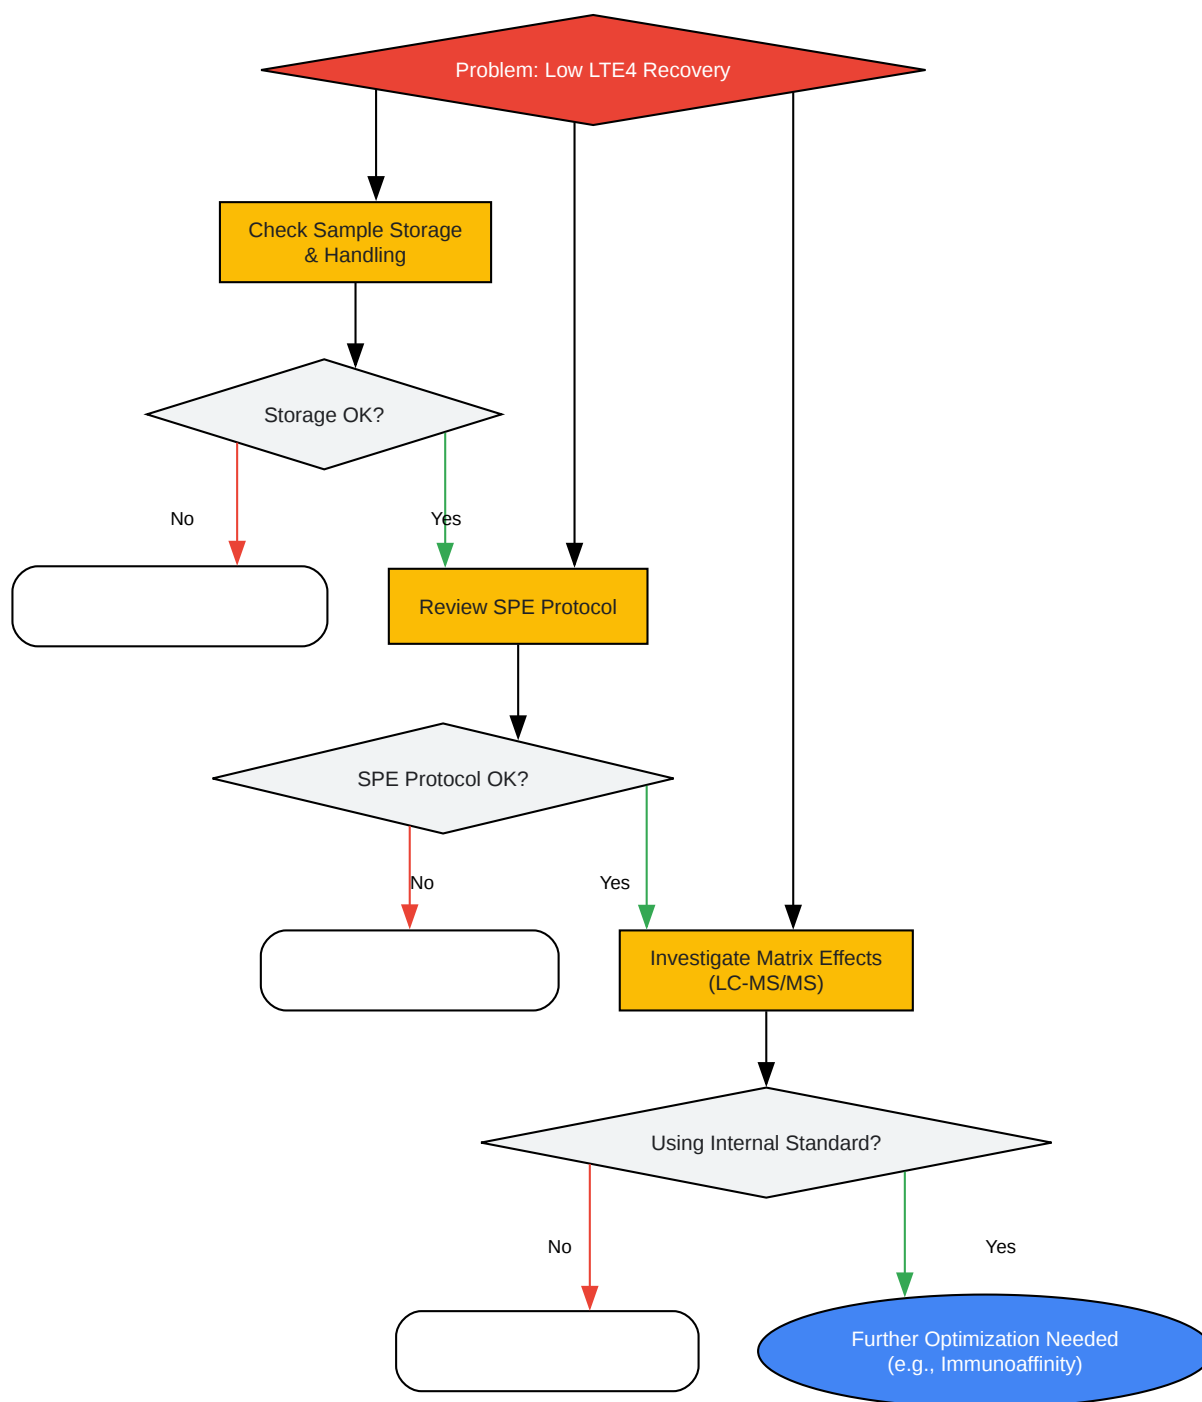 Problem: Low LTE4 Recovery
Check Sample Storage
& Handling
Storage OK?
No
Yes
Review SPE Protocol
SPE Protocol OK?
No
Yes
Investigate Matrix Effects
(LC-MS/MS)
Using Internal Standard?
No
Yes
Further Optimization Needed
(e.g., Immunoaffinity)